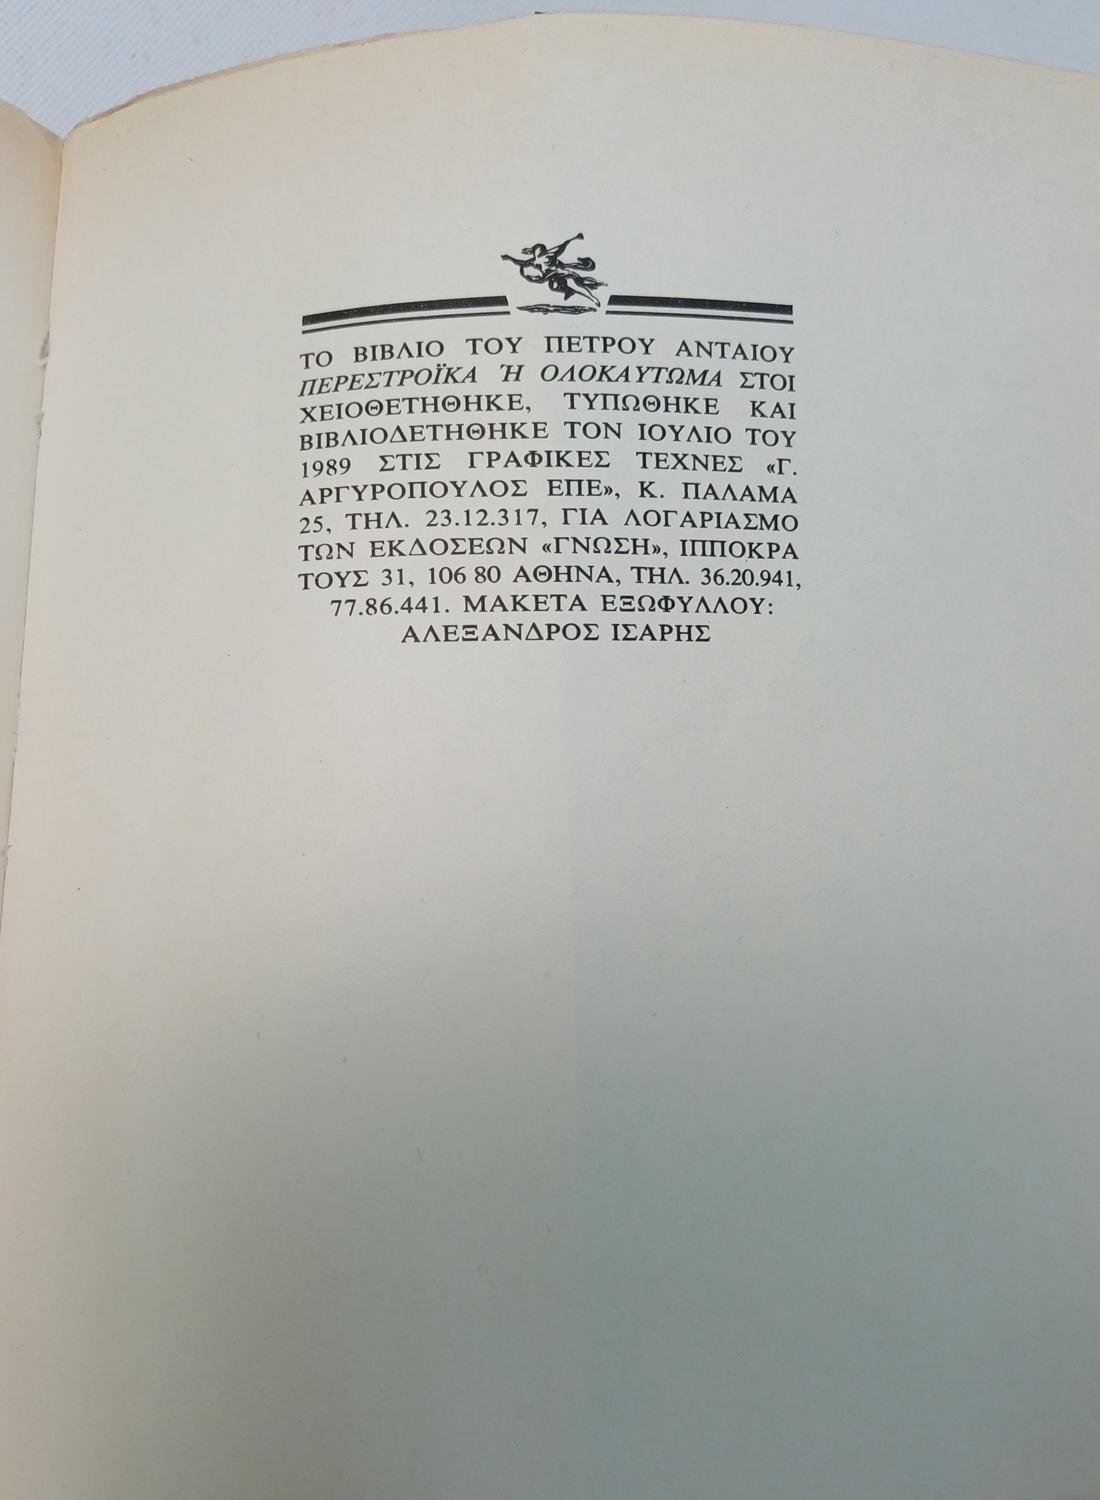 ΤΟ ΒΙΒΛΙΟ ΤΟΥ ΠΕΤΡΟΥ ΑΝΤΑΙΟΥ
ΠΕΡΕΣΤΡΟΪΚΑ Ή ΟΛΟΚΑΥΤΩΜΑ ΣΤΟΙ
ΧΕΙΟΘΕΤΗΘΗΚΕ, ΤΥΠΩΘΗΚΕ ΚΑΙ
ΒΙΒΛΙΟΔΕΤΗΘΗΚΕ ΤΟΝ ΙΟΥΛΙΟ ΤΟΥ
1989 ΣΤΙΣ ΓΡΑΦΙΚΕΣ ΤΕΧΝΕΣ «Γ.
ΑΡΓΥΡΟΠΟΥΛΟΣ ΕΠΕ», Κ. ΠΑΛΑΜΑ
25, ΤΗΛ. 23.12.317, ΓΙΑ ΛΟΓΑΡΙΑΣΜΟ
ΤΩΝ ΕΚΔΟΣΕΩΝ «ΓΝΩΣΗ», ΙΠΠΟΚΡΑ
ΤΟΥΣ 31, 106 80 ΑΘΗΝΑ, ΤΗΛ. 36.20.941,
77.86.441. ΜΑΚΕΤΑ ΕΞΩΦΥΛΛΟΥ:
ΑΛΕΞΑΝΔΡΟΣ ΙΣΑΡΗΣ